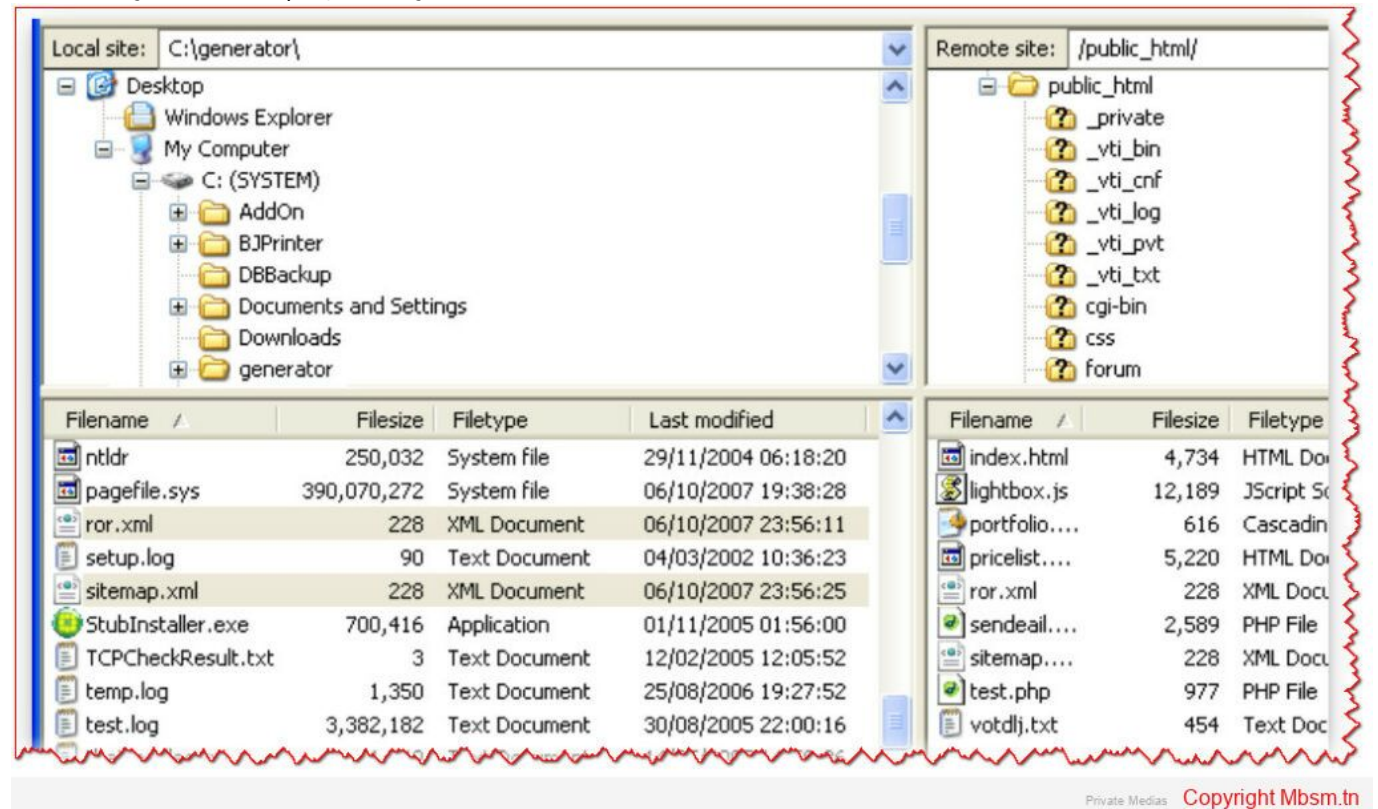 Local site: C:\generator\
Desktop
Windows Explorer
My Computer
C: (SYSTEM)
AddOn
BJPrinter
DBBackup
Documents and Settings
Downloads
generator
Filename Filesize Filetype Last modified
ntldr 250,032 System file 29/11/2004 06:18:20
pagefile.sys 390,070,272 System file 06/10/2007 19:38:28
ror.xml 228 XML Document 06/10/2007 23:56:11
setup.log 90 Text Document 04/03/2002 10:36:23
sitemap.xml 228 XML Document 06/10/2007 23:56:25
StubInstaller.exe 700,416 Application 01/11/2005 01:56:00
TCPCheckResult.txt 3 Text Document 12/02/2005 12:05:52
temp.log 1,350 Text Document 25/08/2006 19:27:52
test.log 3,382,182 Text Document 30/08/2005 22:00:16
Remote site: /public_html/
public_html
_private
_vti_bin
_vti_cnf
_vti_log
_vti_pvt
_vti_txt
cgi-bin
css
forum
Filename Filesize Filetype
index.html 4,734 HTML Do
lightbox.js 12,189 JScript Sc
portfolio.... 616 Cascadin
pricelist.... 5,220 HTML Do
ror.xml 228 XML Docu
sendeail.... 2,589 PHP File
sitemap.... 228 XML Docu
test.php 977 PHP File
votdlj.txt 454 Text Doc
Private Medias Copyright Mbsm.tn